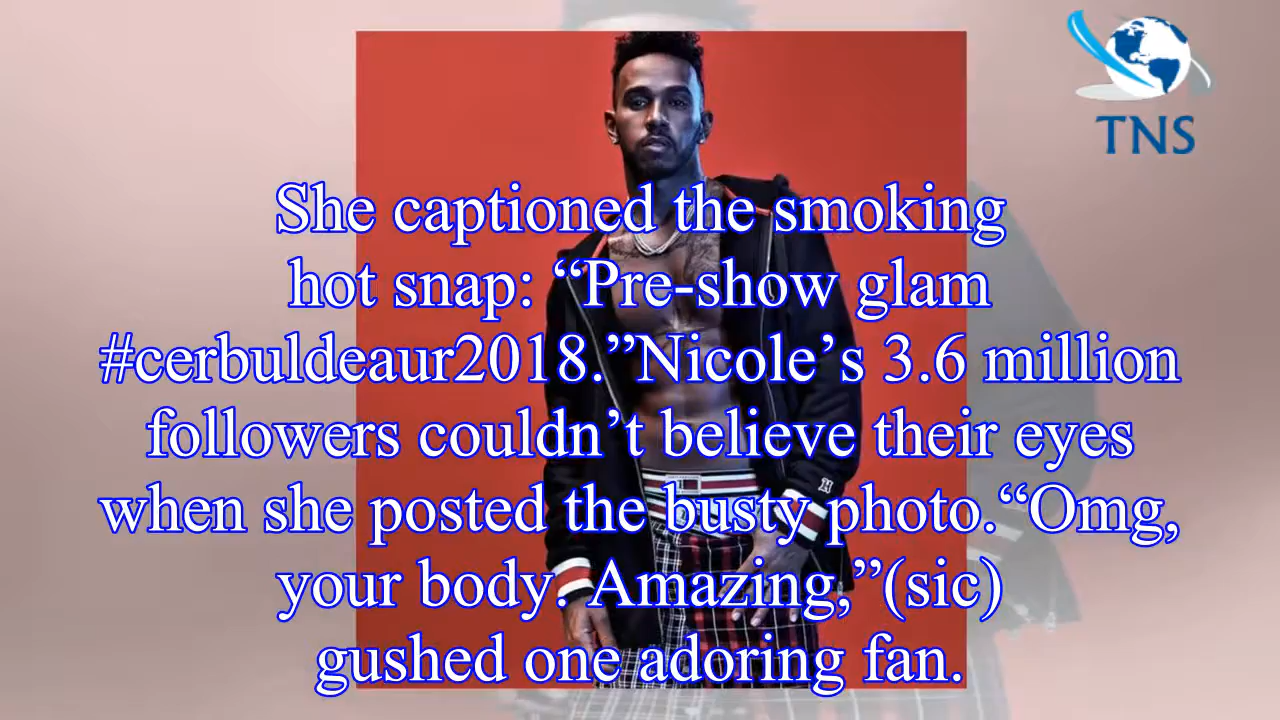 TNS
She captioned the smoking
hot snap: “Pre-show glam
#cerbuldeaur2018.”Nicole’s 3.6 million
followers couldn’t believe their eyes
when she posted the busty photo.“Omg,
your body. Amazing,”(sic)
gushed one adoring fan.
H